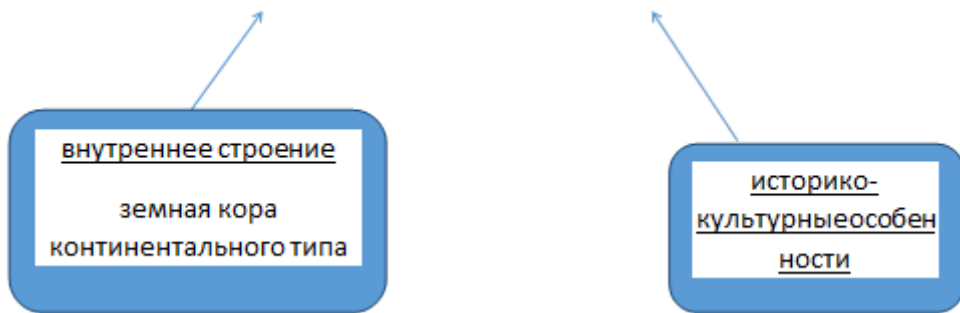 внутреннее строение
земная кора
континентального типа
историко-
культурныеособен
ности